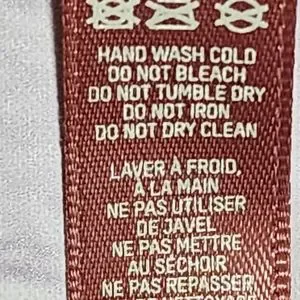 HAND WASH COLD
DO NOT BLEACH
DO NOT TUMBLE DRY
DO NOT IRON
DO NOT DRY CLEAN
LAVER À FROID,
À LA MAIN
NE PAS UTILISER
DE JAVEL
NE PAS METTRE
AU SÉCHOIR
NE PAS REPASSER